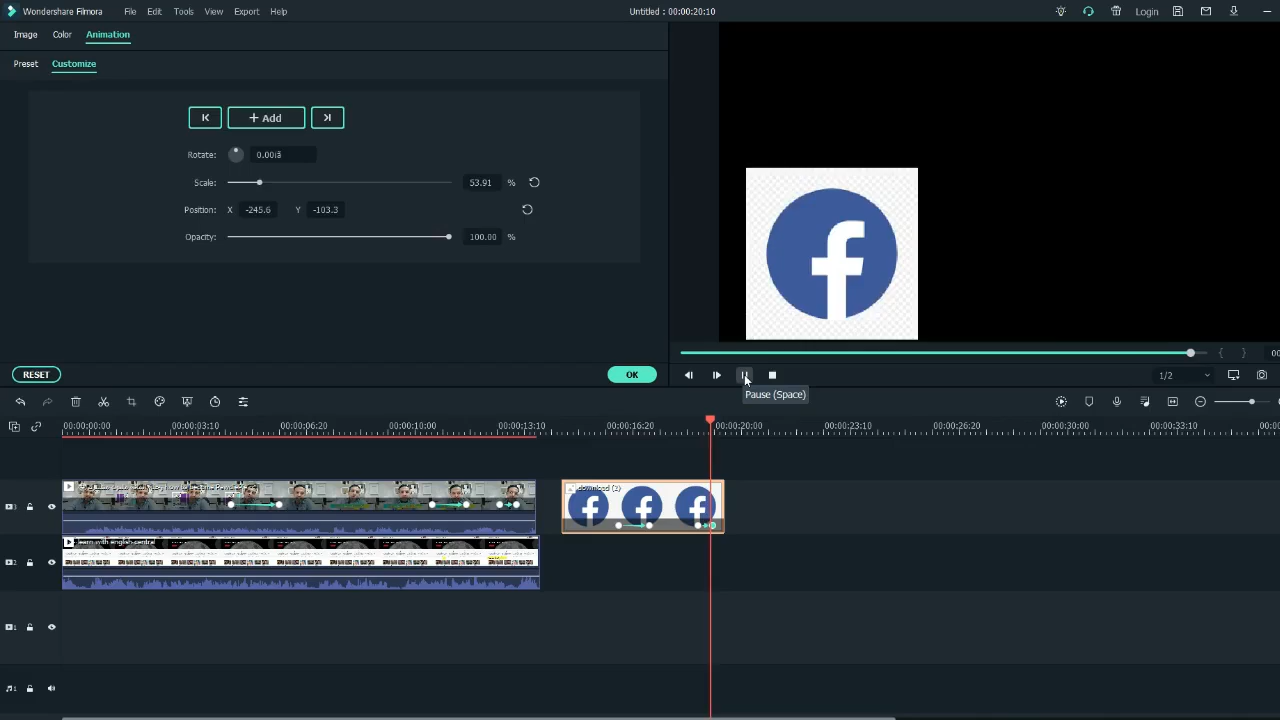 Wondershare Filmora File Edit Tools View Export Help Untitled : 00:00:20:10 Login
Image Color Animation
Preset Customize
+ Add
Rotate: 0.00
Scale: 53.91 %
Position: X -245.6 Y -103.3
Opacity: 100.00 %
RESET OK
1/2
Pause (Space)
00:00:00:00 00:00:03:10 00:00:06:20 00:00:10:00 00:00:13:10 00:00:16:20 00:00:20:00 00:00:23:10 00:00:26:20 00:00:30:00 00:00:33:10
download (2)
3
learn with english central
2
1
1